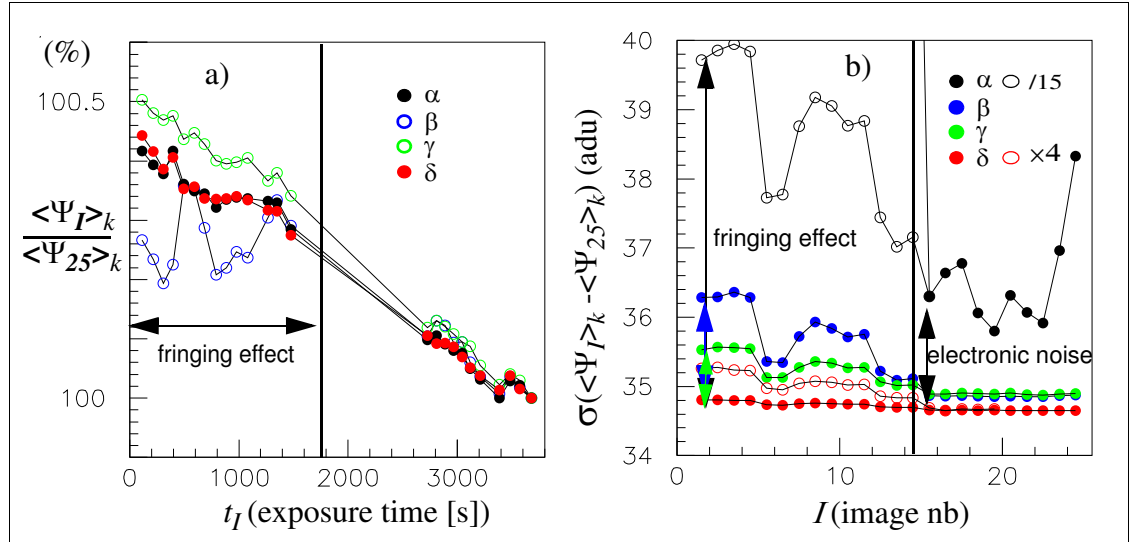 (%)
a)
100.5
100
<Ψ_I>_k
<Ψ_25>_k
α
β
γ
δ
fringing effect
0 1000 2000 3000
t_I (exposure time [s])
b)
40
39
38
37
36
35
34
σ(<Ψ_I>_k -<Ψ_25>_k) (adu)
α /15
β
γ
δ ×4
fringing effect
electronic noise
0 10 20
I (image nb)